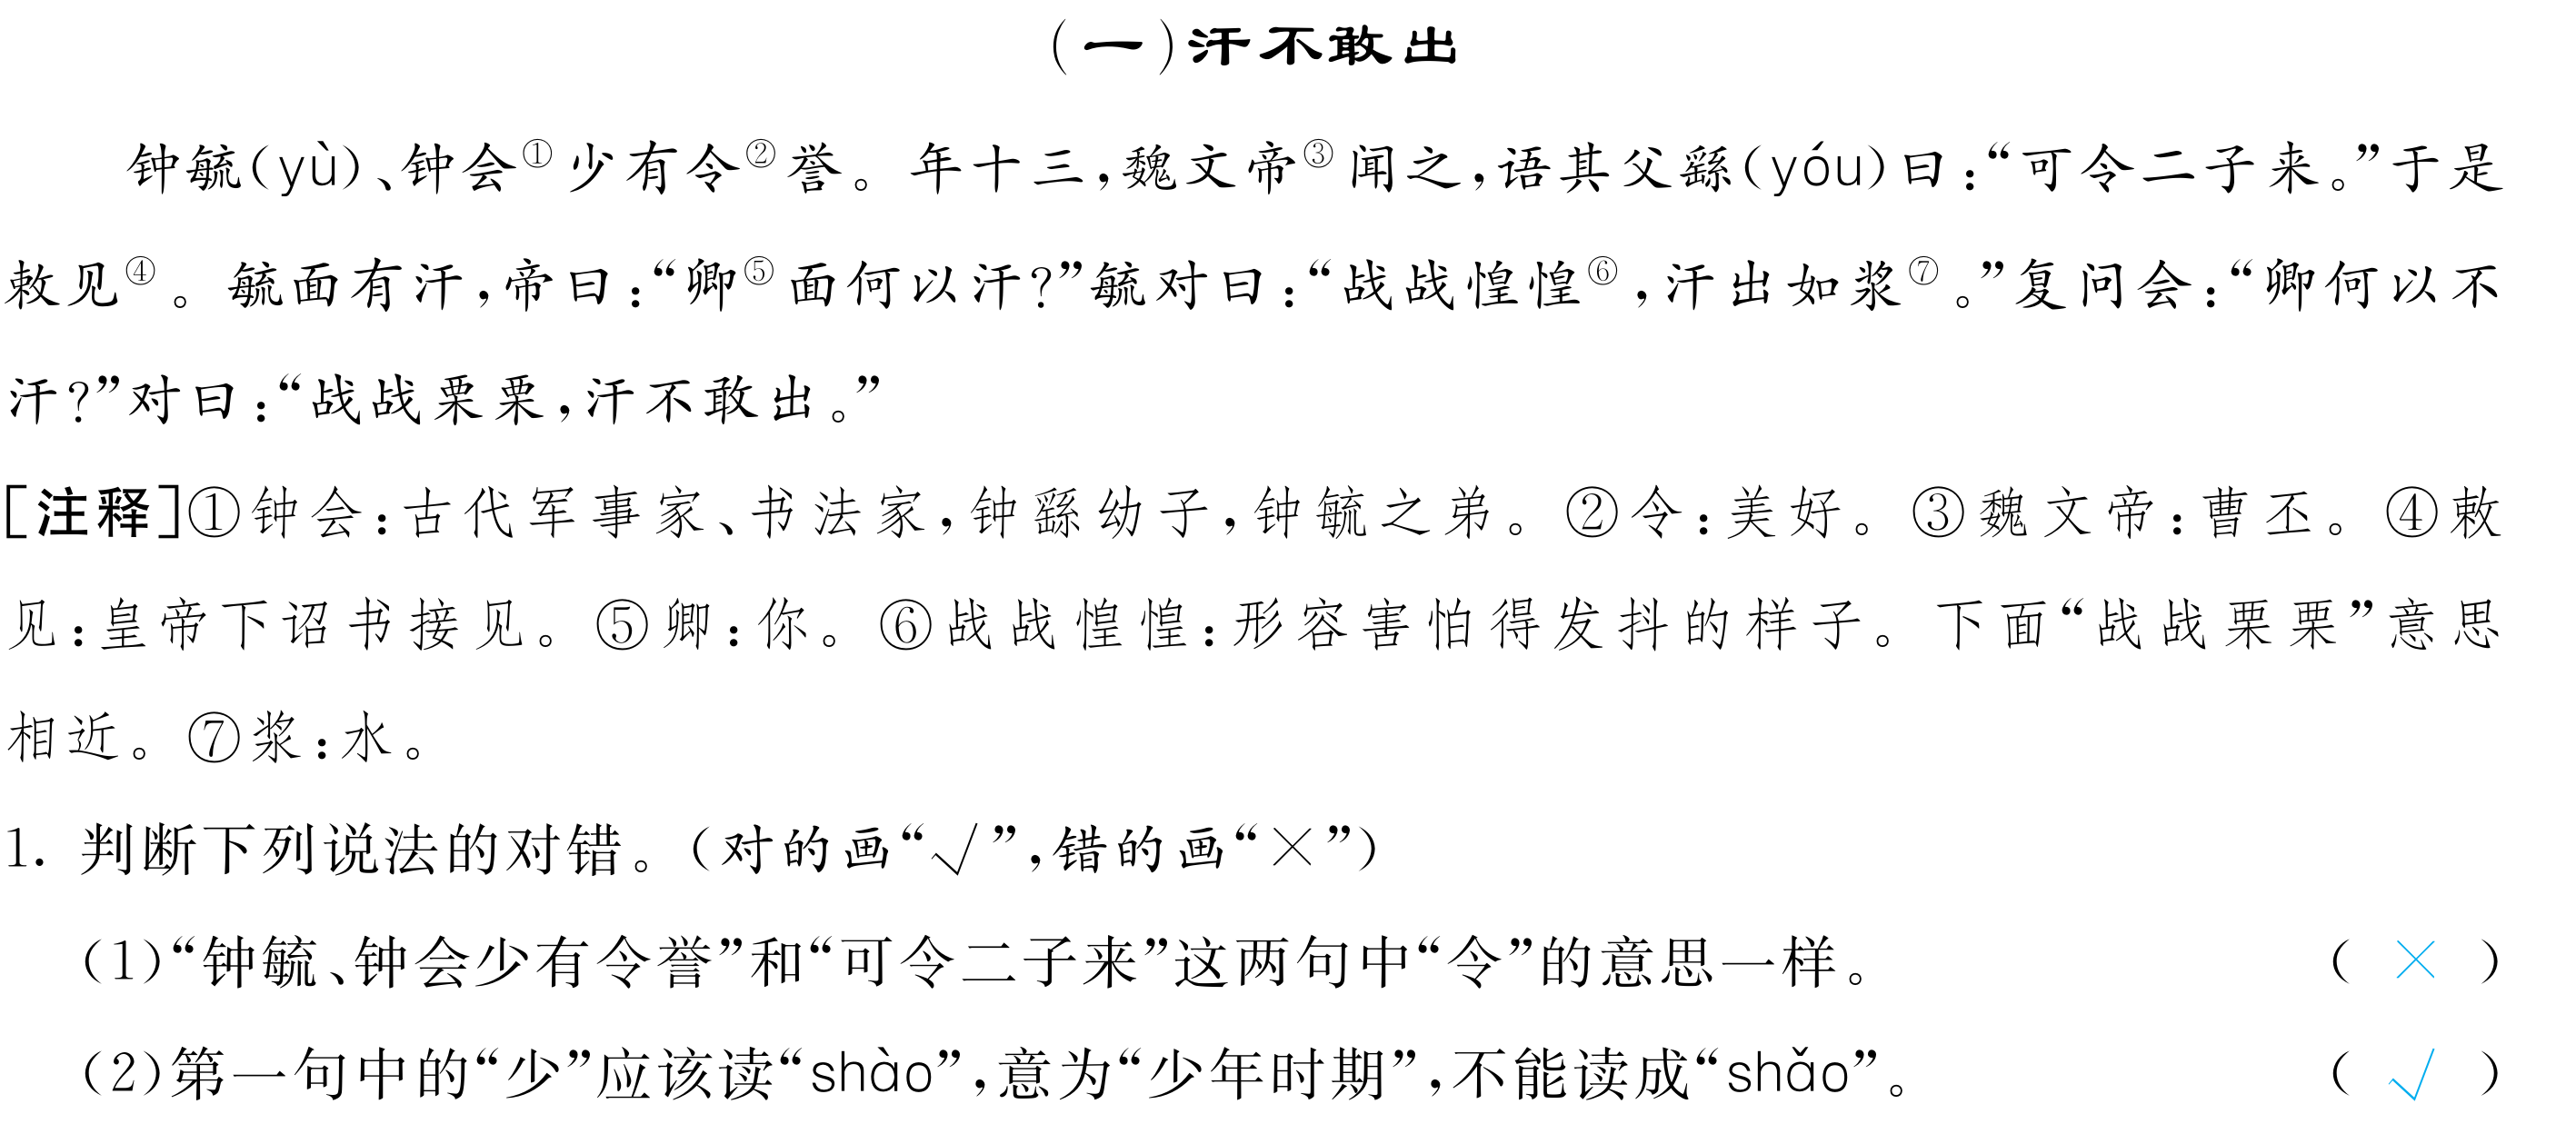 （一）汗不敢出
钟毓(yù)、钟会①少有令②誉。年十三，魏文帝③闻之，语其父繇(yóu)曰：“可令二子来。”于是
敕见④。毓面有汗，帝曰：“卿⑤面何以汗？”毓对曰：“战战惶惶⑥，汗出如浆⑦。”复问会：“卿何以不
汗？”对曰：“战战栗栗，汗不敢出。”
[注释]①钟会：古代军事家、书法家，钟繇幼子，钟毓之弟。②令：美好。③魏文帝：曹丕。④敕
见：皇帝下诏书接见。⑤卿：你。⑥战战惶惶：形容害怕得发抖的样子。下面“战战栗栗”意思
相近。⑦浆：水。
1. 判断下列说法的对错。（对的画“√”，错的画“×”）
（1）“钟毓、钟会少有令誉”和“可令二子来”这两句中“令”的意思一样。（ × ）
（2）第一句中的“少”应该读“shào”，意为“少年时期”，不能读成“shǎo”。（ √ ）